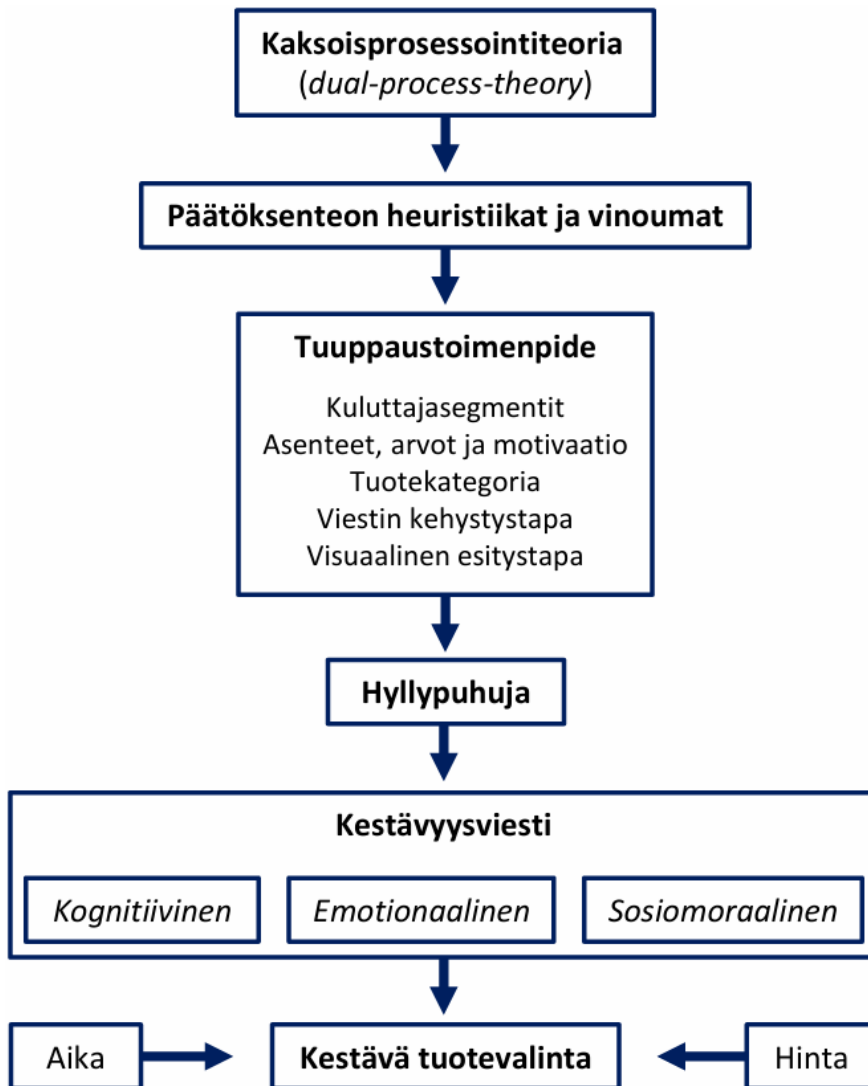 Kaksoisprosessointiteoria
(dual-process-theory)
Päätöksenteon heuristiikat ja vinoumat
Tuuppaustoimenpide
Kuluttajasegmentit
Asenteet, arvot ja motivaatio
Tuotekategoria
Viestin kehystystapa
Visuaalinen esitystapa
Hyllypuhuja
Kestävyysviesti
Kognitiivinen
Emotionaalinen
Sosiomoraalinen
Aika
Kestävä tuotevalinta
Hinta